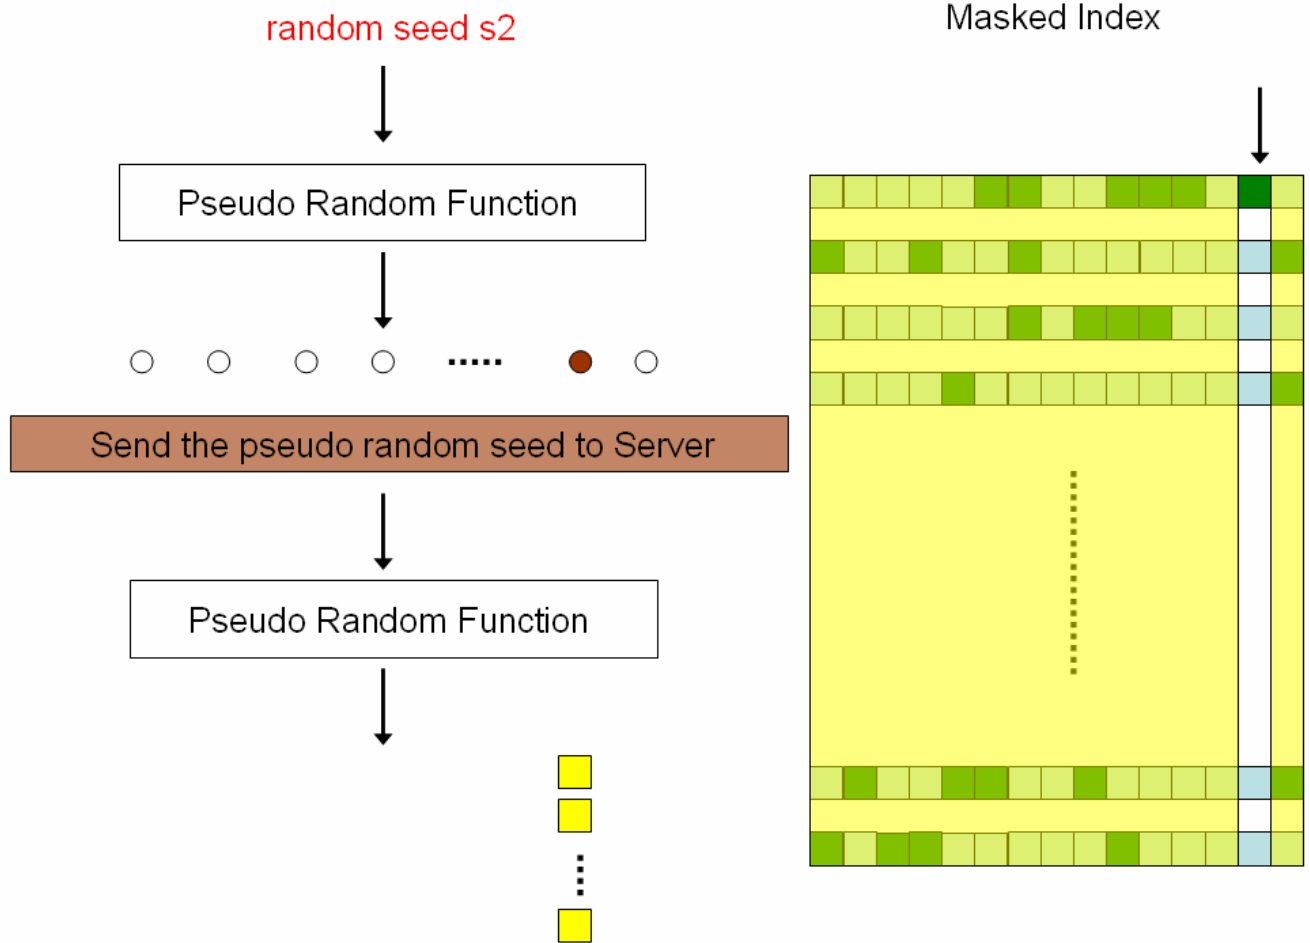 random seed s2
Masked Index
Pseudo Random Function
Send the pseudo random seed to Server
Pseudo Random Function